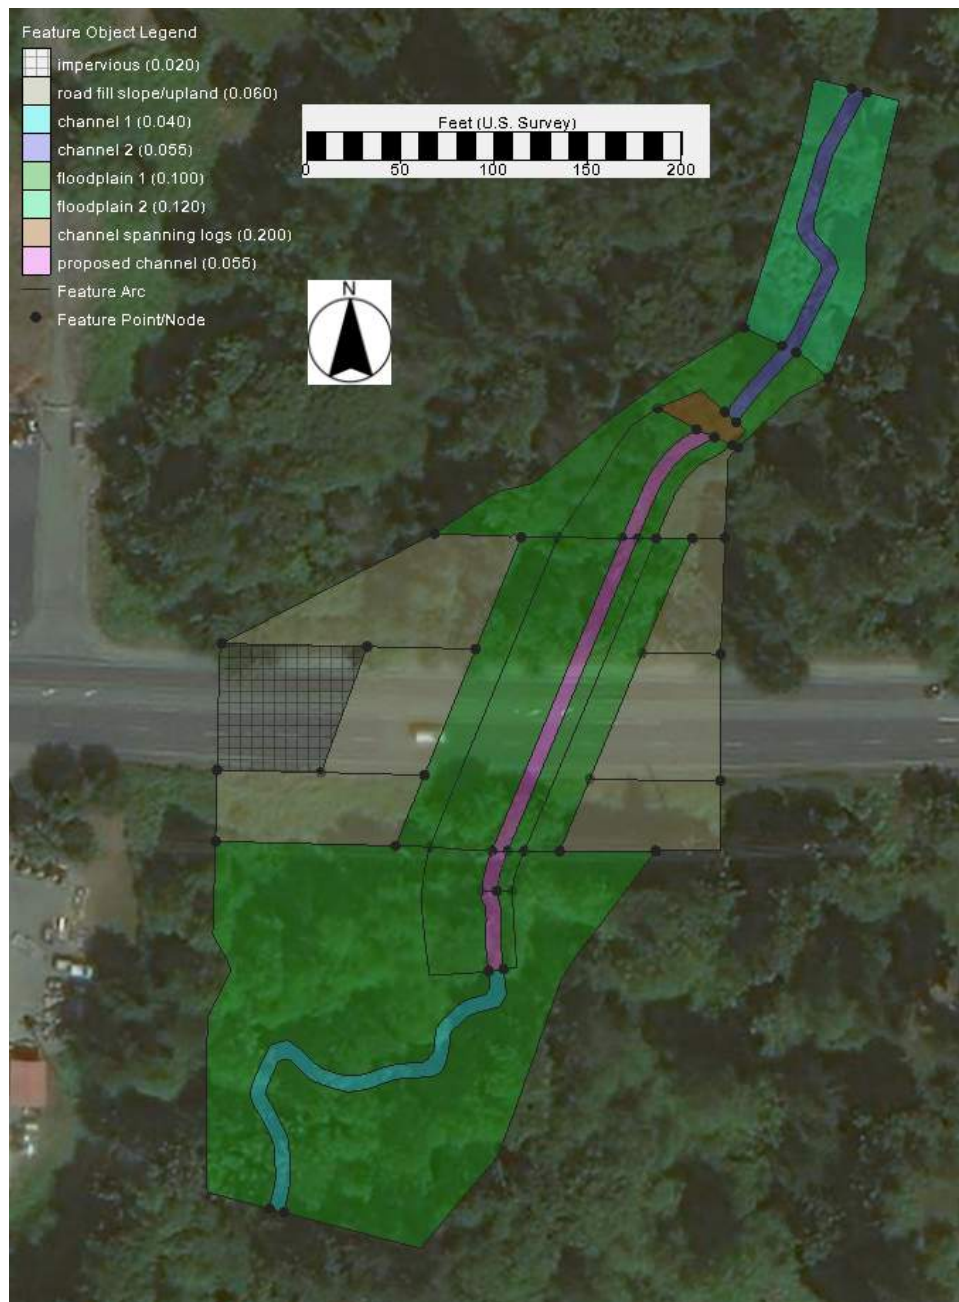 Feature Object Legend
impervious (0.020)
road fill slope/upland (0.060)
channel 1 (0.040)
channel 2 (0.055)
floodplain 1 (0.100)
floodplain 2 (0.120)
channel spanning logs (0.200)
proposed channel (0.055)
Feature Arc
Feature Point/Node
Feet (U.S. Survey)
0 50 100 150 200
N